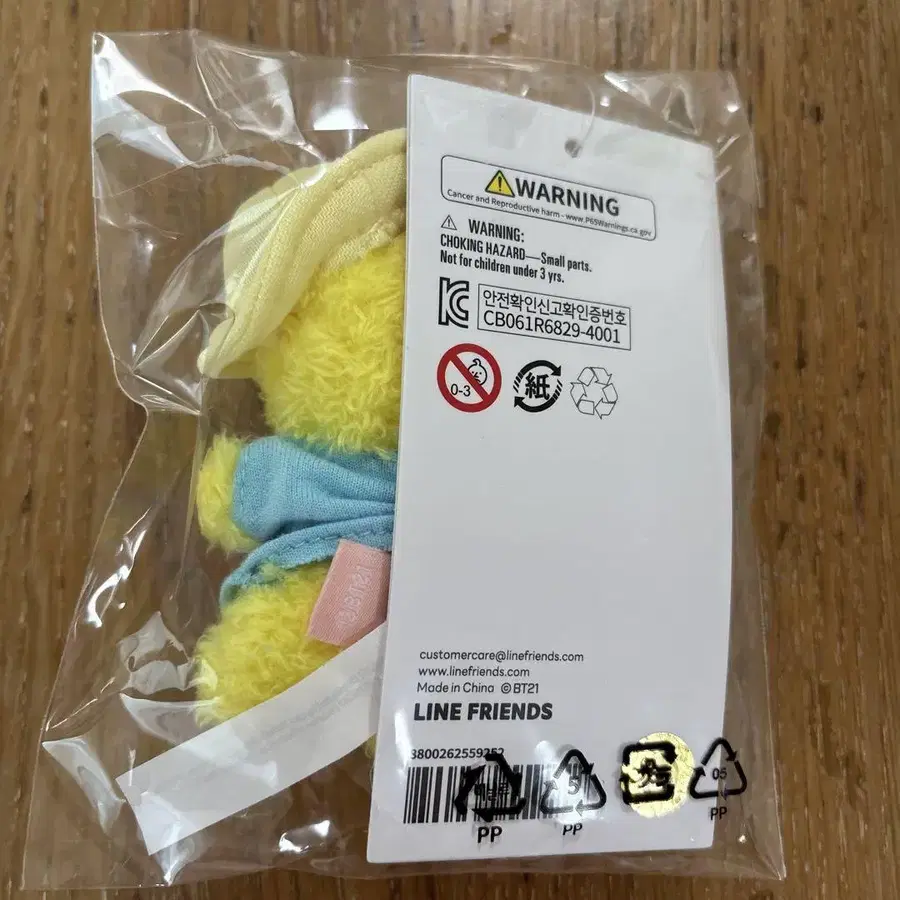 WARNING
Cancer and Reproductive harm - www.P65Warnings.ca.gov
WARNING:
CHOKING HAZARD—Small parts.
Not for children under 3 yrs.
안전확인신고확인증번호
CB061R6829-4001
0-3
紙
©BT21
customercare@linefriends.com
www.linefriends.com
Made in China ©BT21
LINE FRIENDS
8800262559252
05
PP
PP
PP